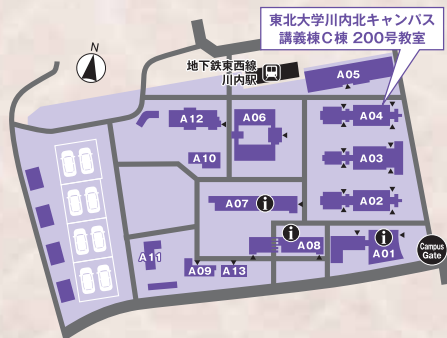 東北大学川内北キャンパス
講義棟C棟 200号教室
N
地下鉄東西線
川内駅
A05
A12
A06
A04
A10
A03
A07
i
A02
i
A08
i
A01
A11
A09
A13
Campus
Gate